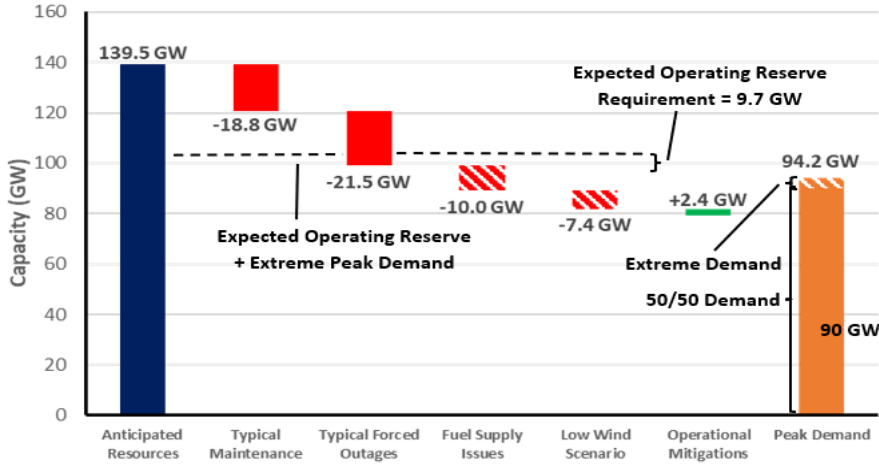 160
140
120
100
80
60
40
20
0
Capacity (GW)
139.5 GW
-18.8 GW
-21.5 GW
-10.0 GW
-7.4 GW
+2.4 GW
94.2 GW
Expected Operating Reserve
Requirement = 9.7 GW
Expected Operating Reserve
+ Extreme Peak Demand
Extreme Demand
50/50 Demand
90 GW
Anticipated
Resources
Typical
Maintenance
Typical Forced
Outages
Fuel Supply
Issues
Low Wind
Scenario
Operational
Mitigations
Peak Demand